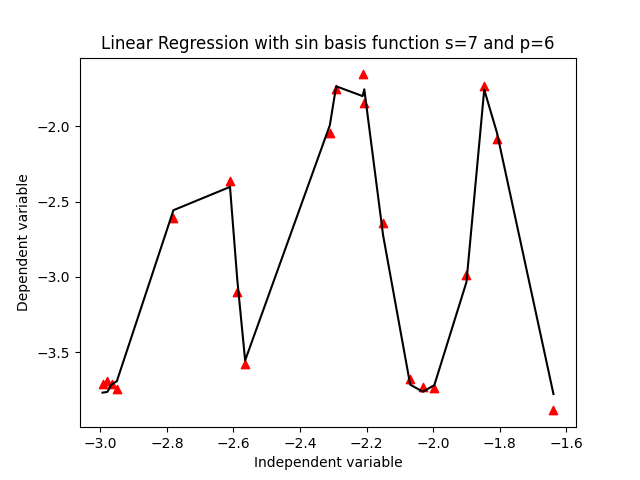 Linear Regression with sin basis function s=7 and p=6
Dependent variable
−2.0
−2.5
−3.0
−3.5
−3.0 −2.8 −2.6 −2.4 −2.2 −2.0 −1.8 −1.6
Independent variable